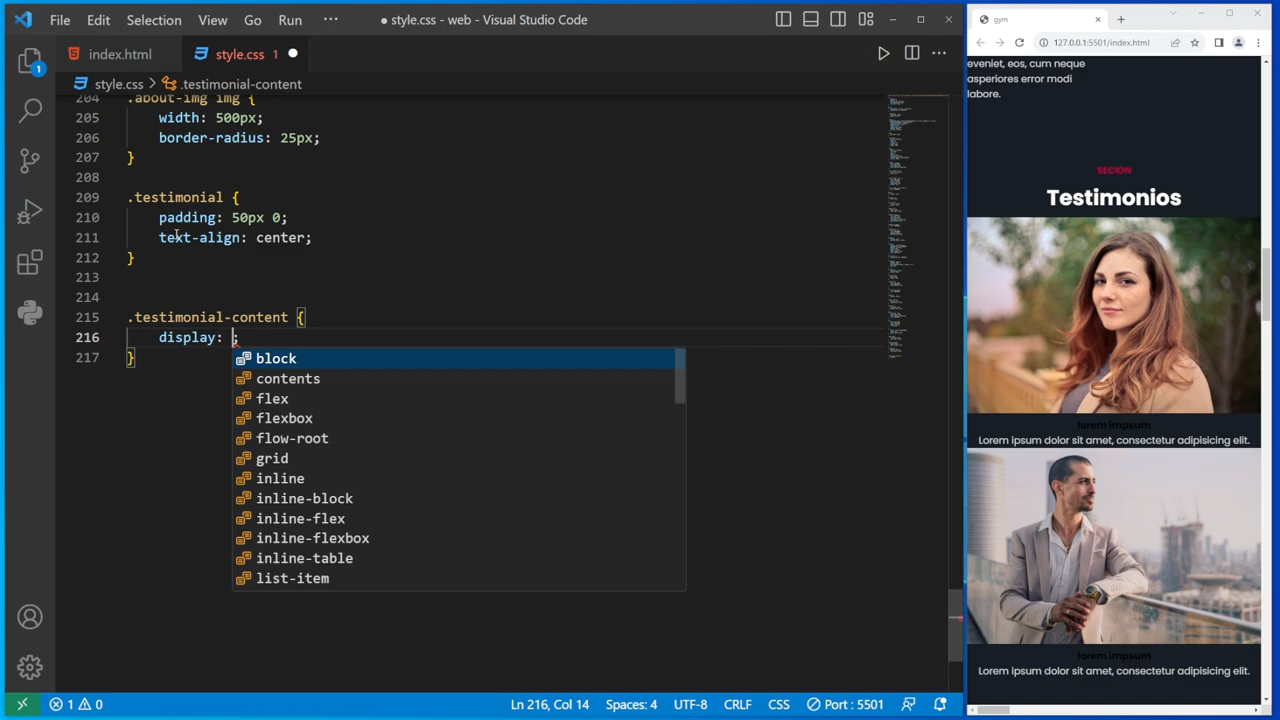 File Edit Selection View Go Run ··· ● style.css - web - Visual Studio Code
index.html style.css 1 ●
style.css > .testimonial-content
204 .about-img img {
205 width: 500px;
206 border-radius: 25px;
207 }
208
209 .testimonial {
210 padding: 50px 0;
211 text-align: center;
212 }
213
214
215 .testimonial-content {
216 display: ;
217 }
block
contents
flex
flexbox
flow-root
grid
inline
inline-block
inline-flex
inline-flexbox
inline-table
list-item
1
1 0 Ln 216, Col 14 Spaces: 4 UTF-8 CRLF CSS Port : 5501
gym
127.0.0.1:5501/index.html
eveniet, eos, cum neque
asperiores error modi
labore.
SECION
Testimonios
lorem impsum
Lorem ipsum dolor sit amet, consectetur adipisicing elit.
lorem impsum
Lorem ipsum dolor sit amet, consectetur adipisicing elit.